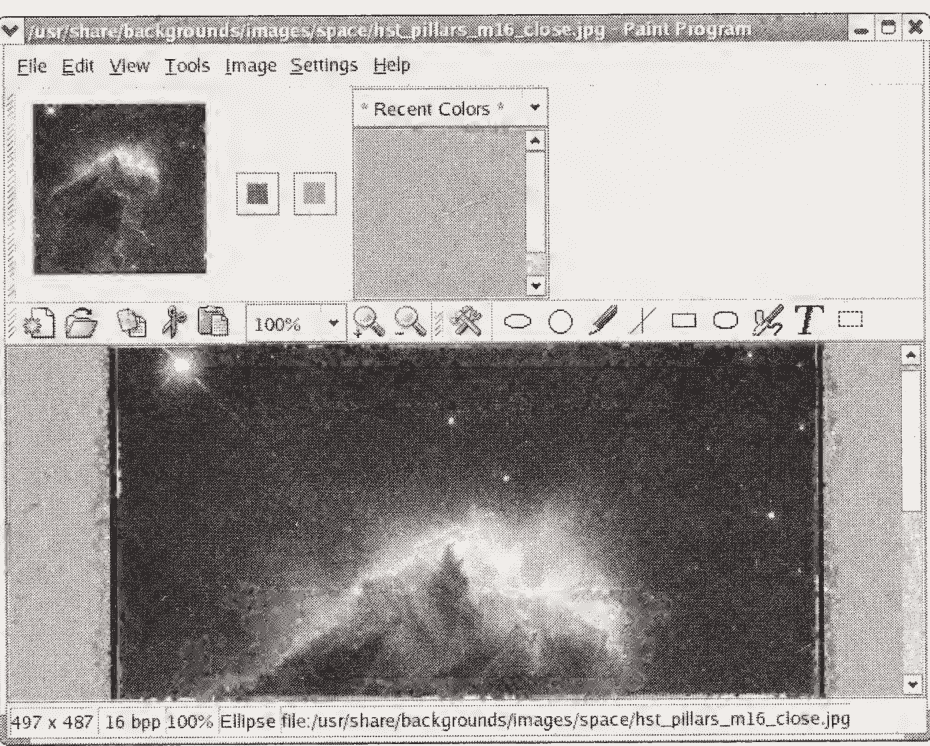 /usr/share/backgrounds/images/space/hst_pillars_m16_close.jpg - Paint Program
File Edit View Tools Image Settings Help
* Recent Colors *
100%
T
497 x 487 16 bpp 100% Ellipse file:/usr/share/backgrounds/images/space/hst_pillars_m16_close.jpg